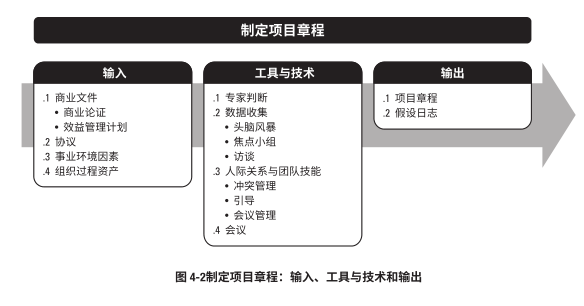 制定项目章程
输入
.1 商业文件
• 商业论证
• 效益管理计划
.2 协议
.3 事业环境因素
.4 组织过程资产
工具与技术
.1 专家判断
.2 数据收集
• 头脑风暴
• 焦点小组
• 访谈
.3 人际关系与团队技能
• 冲突管理
• 引导
• 会议管理
.4 会议
输出
.1 项目章程
.2 假设日志
图 4-2制定项目章程：输入、工具与技术和输出